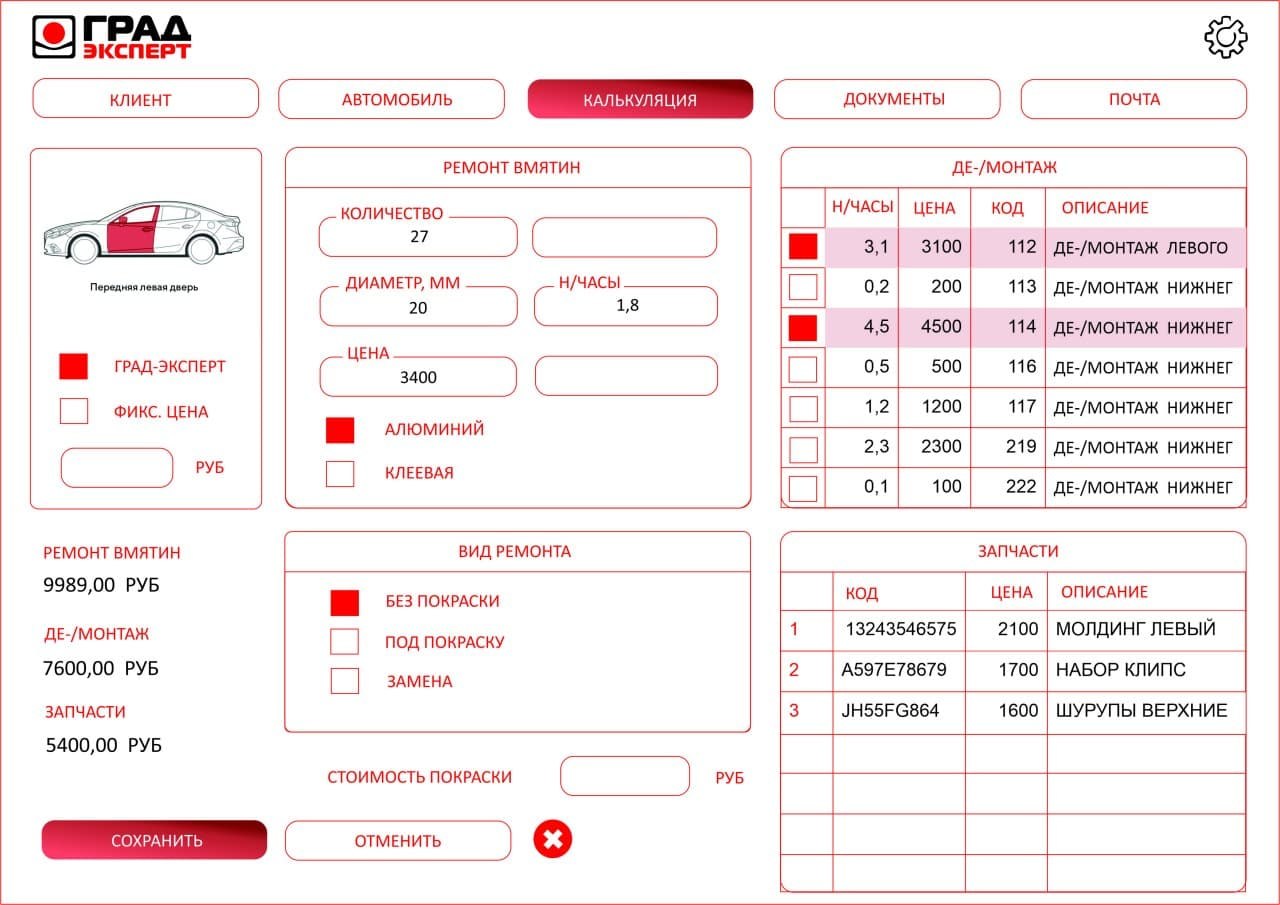 ГРАД
ЭКСПЕРТ
КЛИЕНТ
АВТОМОБИЛЬ
КАЛЬКУЛЯЦИЯ
ДОКУМЕНТЫ
ПОЧТА
Передняя левая дверь
ГРАД-ЭКСПЕРТ
ФИКС. ЦЕНА
РУБ
РЕМОНТ ВМЯТИН
КОЛИЧЕСТВО
27
ДИАМЕТР, ММ
20
Н/ЧАСЫ
1,8
ЦЕНА
3400
АЛЮМИНИЙ
КЛЕЕВАЯ
ДЕ-/МОНТАЖ
Н/ЧАСЫ ЦЕНА КОД ОПИСАНИЕ
3,1 3100 112 ДЕ-/МОНТАЖ ЛЕВОГО
0,2 200 113 ДЕ-/МОНТАЖ НИЖНЕГ
4,5 4500 114 ДЕ-/МОНТАЖ НИЖНЕГ
0,5 500 116 ДЕ-/МОНТАЖ НИЖНЕГ
1,2 1200 117 ДЕ-/МОНТАЖ НИЖНЕГ
2,3 2300 219 ДЕ-/МОНТАЖ НИЖНЕГ
0,1 100 222 ДЕ-/МОНТАЖ НИЖНЕГ
РЕМОНТ ВМЯТИН
9989,00 РУБ
ДЕ-/МОНТАЖ
7600,00 РУБ
ЗАПЧАСТИ
5400,00 РУБ
ВИД РЕМОНТА
БЕЗ ПОКРАСКИ
ПОД ПОКРАСКУ
ЗАМЕНА
СТОИМОСТЬ ПОКРАСКИ
РУБ
ЗАПЧАСТИ
КОД ЦЕНА ОПИСАНИЕ
1 13243546575 2100 МОЛДИНГ ЛЕВЫЙ
2 A597E78679 1700 НАБОР КЛИПС
3 JH55FG864 1600 ШУРУПЫ ВЕРХНИЕ
СОХРАНИТЬ
ОТМЕНИТЬ